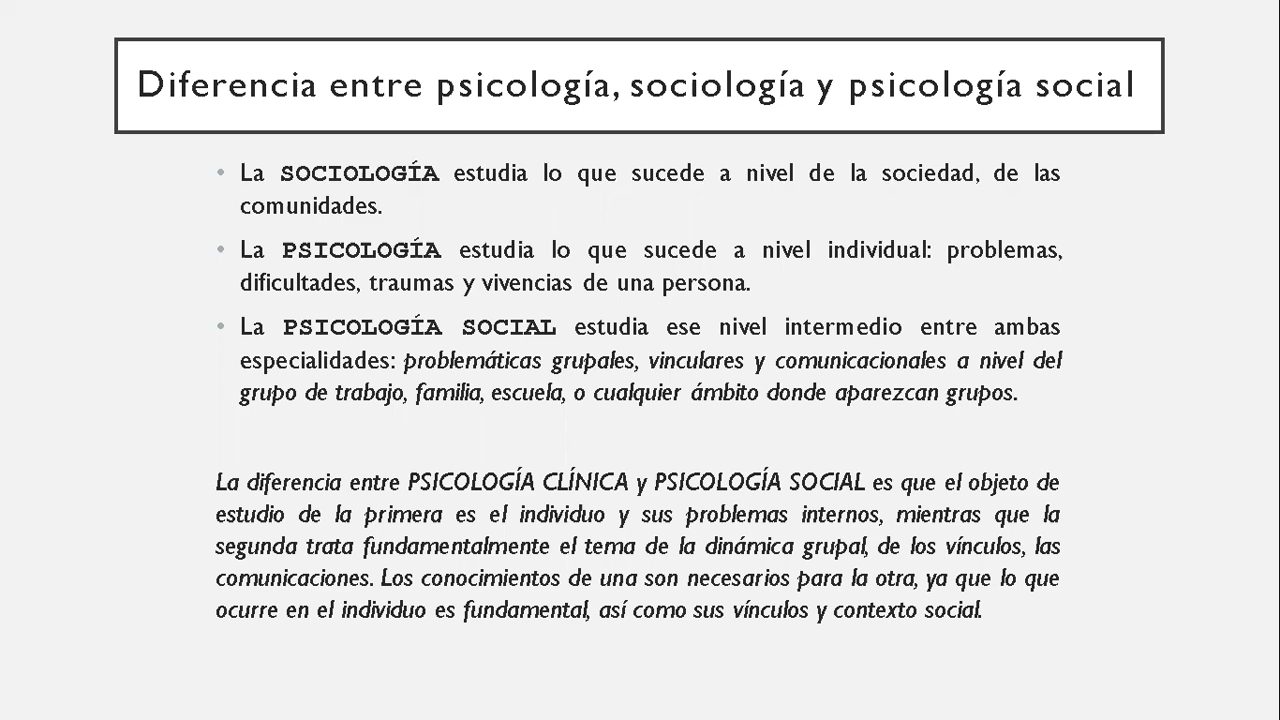 Diferencia entre psicología, sociología y psicología social
• La SOCIOLOGÍA estudia lo que sucede a nivel de la sociedad, de las
comunidades.
• La PSICOLOGÍA estudia lo que sucede a nivel individual: problemas,
dificultades, traumas y vivencias de una persona.
• La PSICOLOGÍA SOCIAL estudia ese nivel intermedio entre ambas
especialidades: problemáticas grupales, vinculares y comunicacionales a nivel del
grupo de trabajo, familia, escuela, o cualquier ámbito donde aparezcan grupos.
La diferencia entre PSICOLOGÍA CLÍNICA y PSICOLOGÍA SOCIAL es que el objeto de
estudio de la primera es el individuo y sus problemas internos, mientras que la
segunda trata fundamentalmente el tema de la dinámica grupal, de los vínculos, las
comunicaciones. Los conocimientos de una son necesarios para la otra, ya que lo que
ocurre en el individuo es fundamental, así como sus vínculos y contexto social.